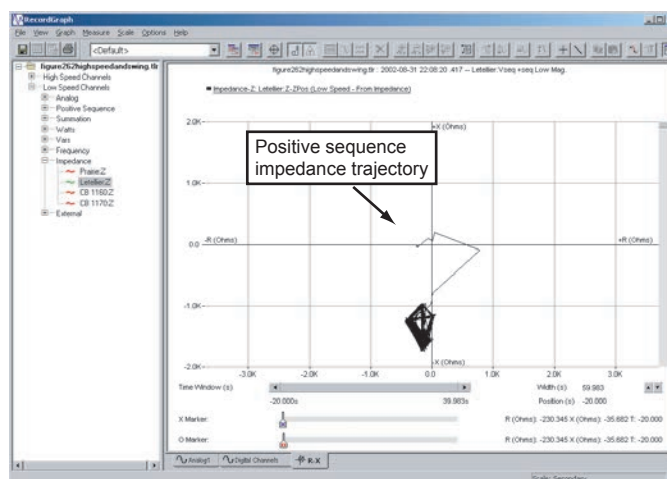 RecordGraph
File View Graph Measure Scale Options Help
<Default>
figure262highspeedandswing.tlr
High Speed Channels
Low Speed Channels
Analog
Positive Sequence
Summation
Watts
Vars
Frequency
Impedance
Prairie:Z
Letellier:Z
CB 1160:Z
CB 1170:Z
External
figure262highspeedandswing.tlr : 2002-08-31 22:08:20 .417 -- Letellier:Vseq +seq Low Mag.
Impedance-Z: Letellier:Z-ZPos (Low Speed - From Impedance)
2.0K
+X (Ohms)
Positive sequence
impedance trajectory
1.0K
0.0 -R (Ohms) +R (Ohms)
-1.0K
-X (Ohms)
-2.0K
-3.0K -2.0K -1.0K 0.0 1.0K 2.0K 3.0K
Time Window (s) Width (s) 59.983
-20.000s 39.983s Position (s) -20.000
X Marker: R (Ohms): -230.345 X (Ohms): -35.682 T: -20.000
O Marker: R (Ohms): -230.345 X (Ohms): -35.682 T: -20.000
Analog1 Digital Channels R-X
Scale: Secondary